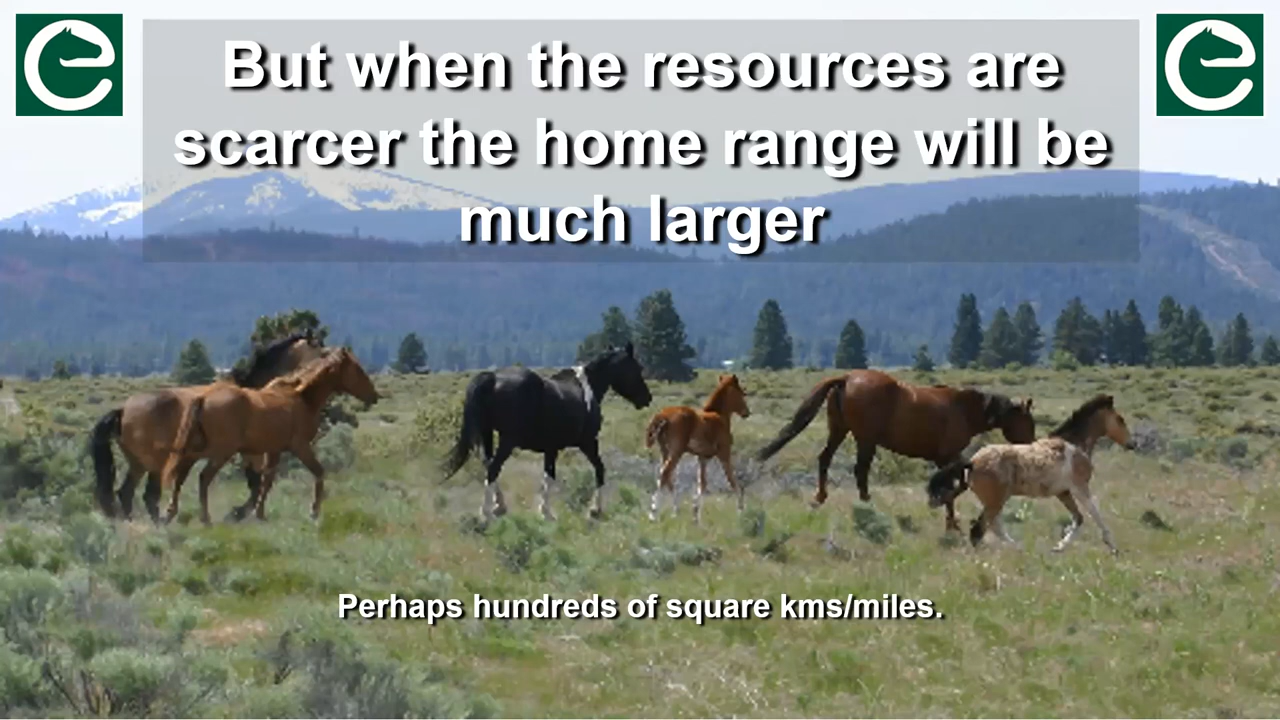 But when the resources are
scarcer the home range will be
much larger
Perhaps hundreds of square kms/miles.